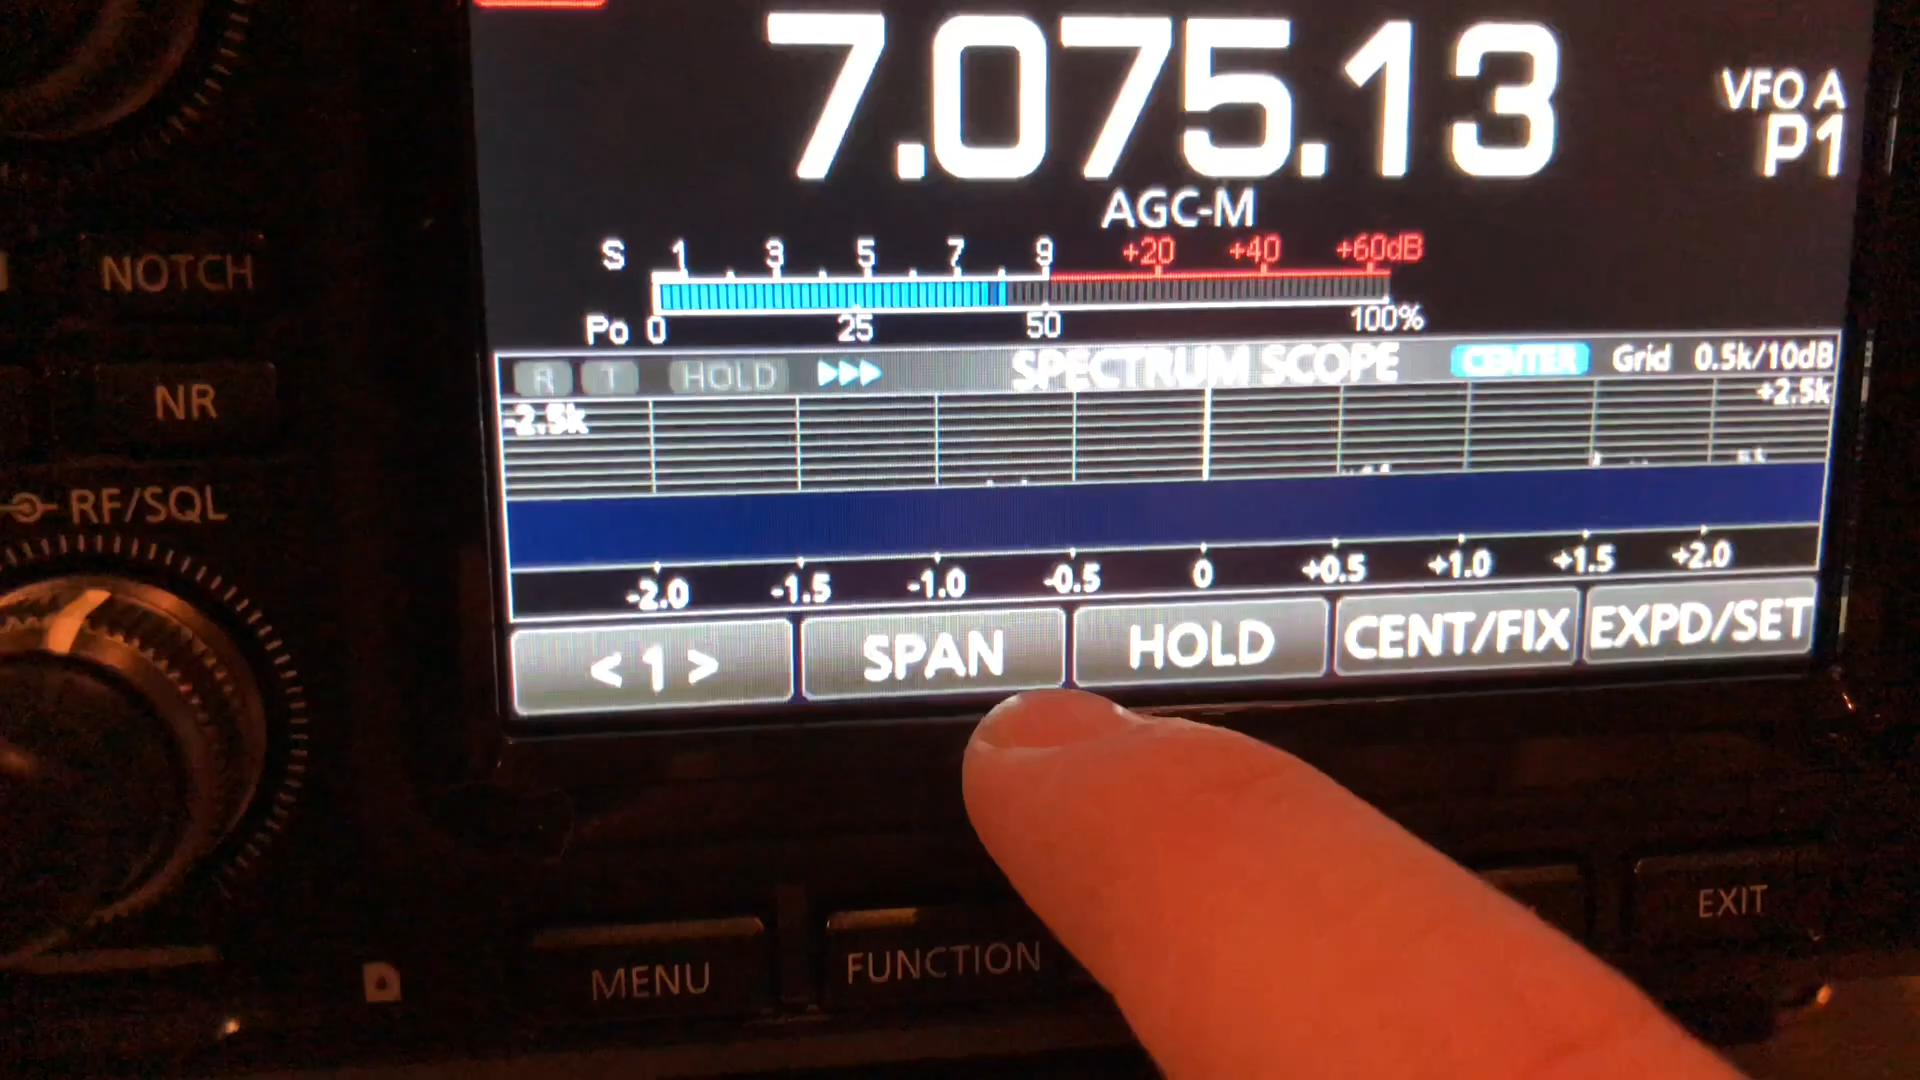 7.075.13
VFO A
P1
AGC-M
S 1 3 5 7 9 +20 +40 +60dB
Po 0 25 50 100%
R T HOLD SPECTRUM SCOPE CENTER Grid 0.5k/10dB
-2.5k +2.5k
-2.0 -1.5 -1.0 -0.5 0 +0.5 +1.0 +1.5 +2.0
<1> SPAN HOLD CENT/FIX EXPD/SET
NOTCH
NR
RF/SQL
MENU FUNCTION EXIT